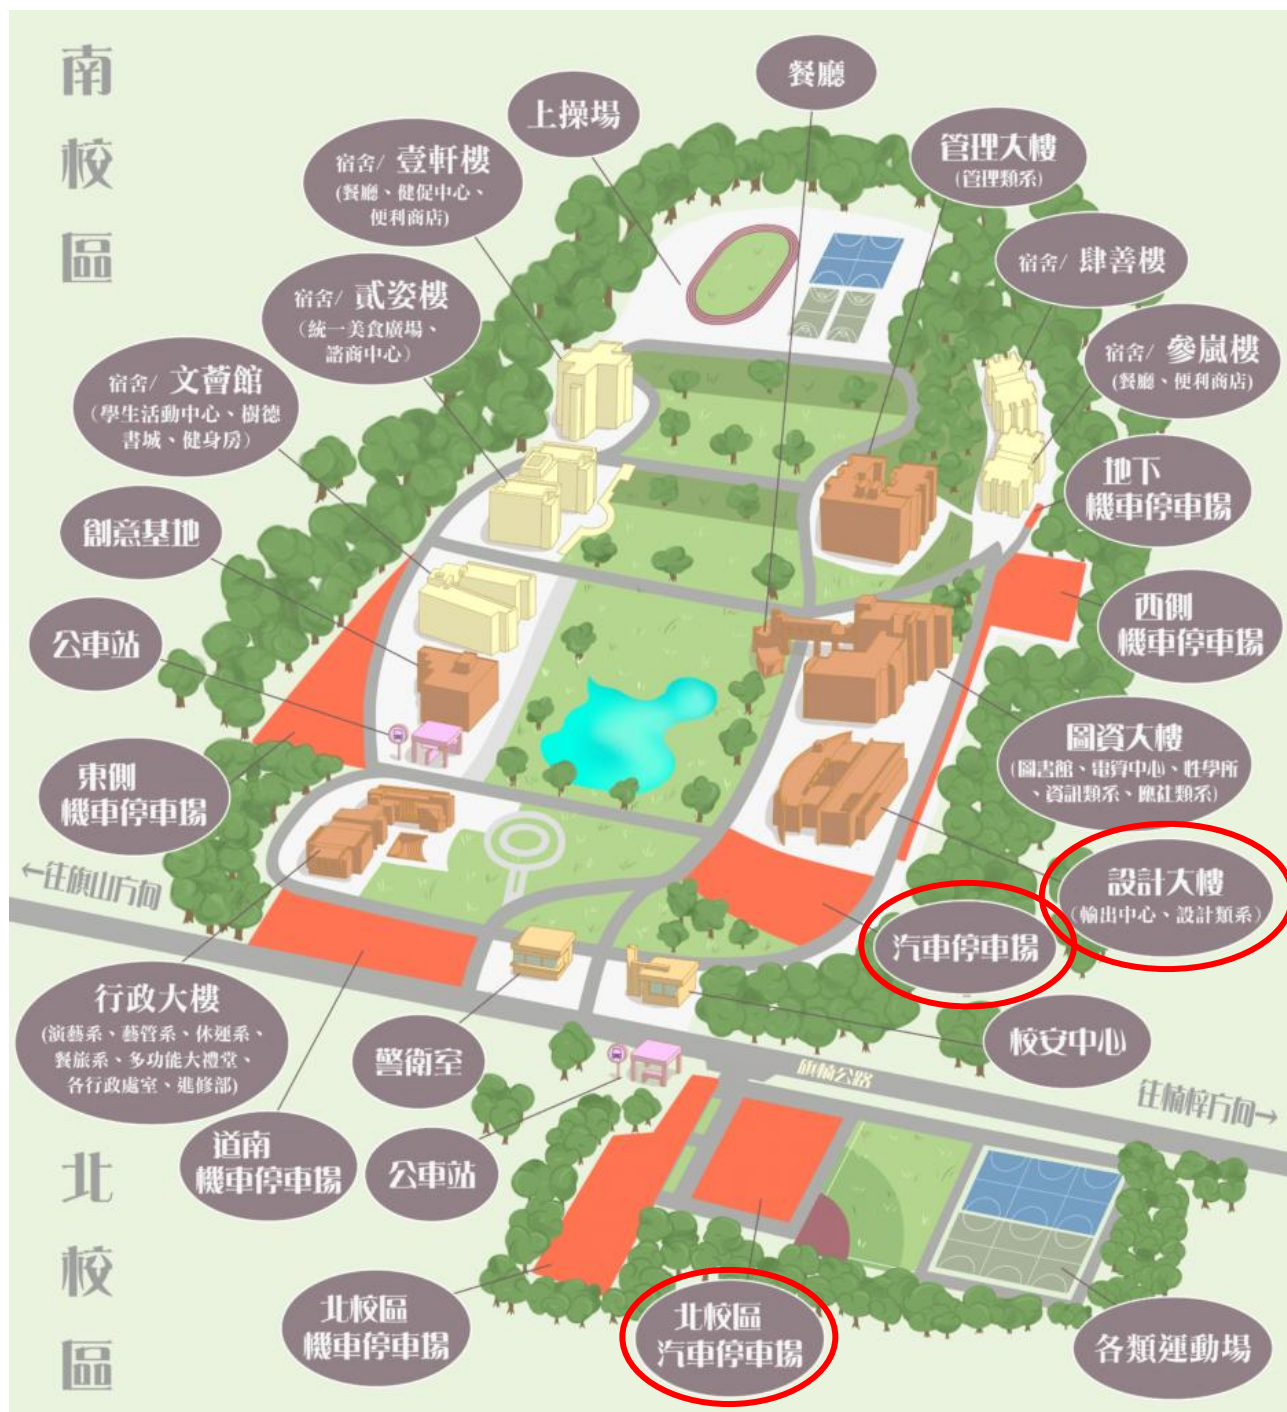 南校區
餐廳
上操場
管理大樓
(管理類系)
宿舍/ 壹軒樓
(餐廳、健促中心、
便利商店)
宿舍/ 肆善樓
宿舍/ 貳姿樓
(統一美食廣場、
諮商中心)
宿舍/ 參嵐樓
(餐廳、便利商店)
宿舍/ 文薈館
(學生活動中心、樹德
書城、健身房)
地下
機車停車場
創意基地
西側
機車停車場
公車站
圖資大樓
(圖書館、電算中心、性學所
、資訊類系、應社類系)
東側
機車停車場
設計大樓
(輸出中心、設計類系)
←往旗山方向
汽車停車場
行政大樓
(演藝系、藝管系、休運系、
餐旅系、多功能大禮堂、
各行政處室、進修部)
警衛室
校安中心
旗楠公路
往楠梓方向→
道南
機車停車場
公車站
北校區
北校區
機車停車場
北校區
汽車停車場
各類運動場